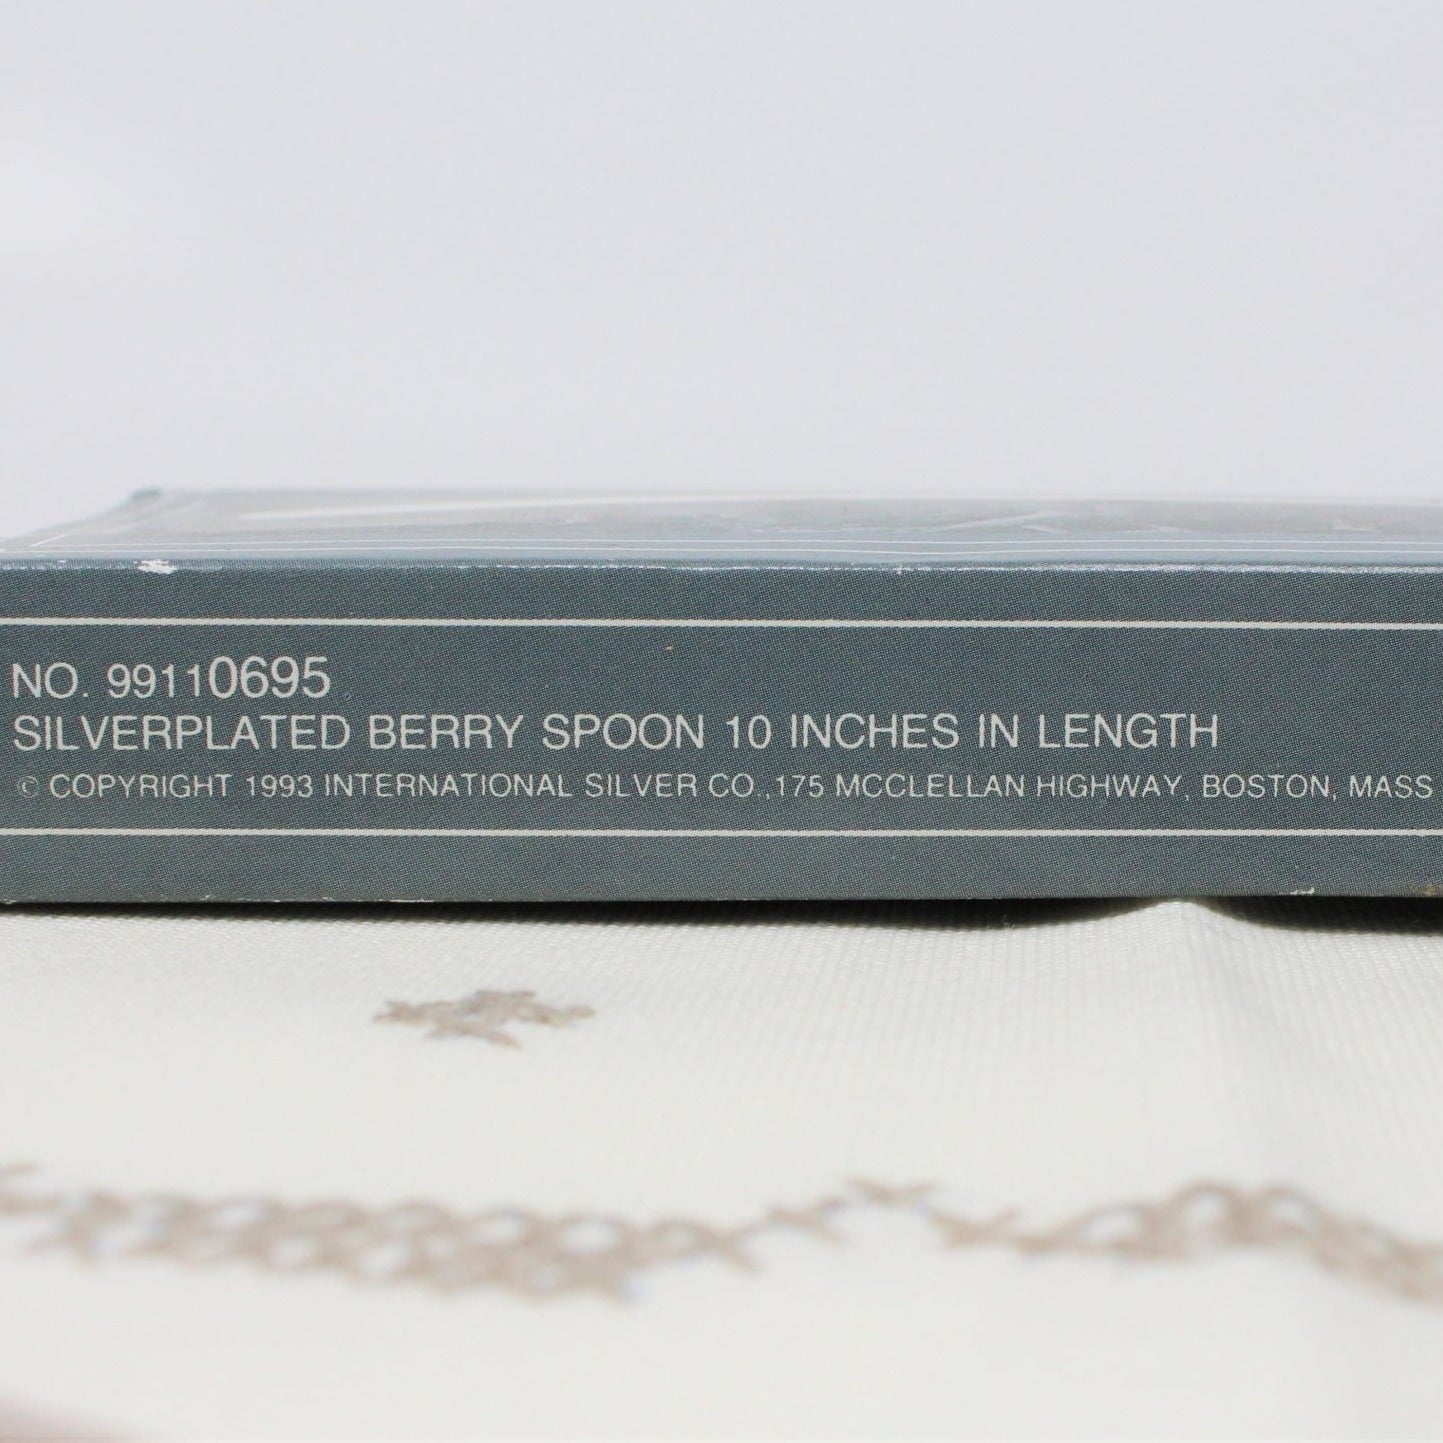 NO. 99110695
SILVERPLATED BERRY SPOON 10 INCHES IN LENGTH
© COPYRIGHT 1993 INTERNATIONAL SILVER CO.,175 MCCLELLAN HIGHWAY, BOSTON, MASS